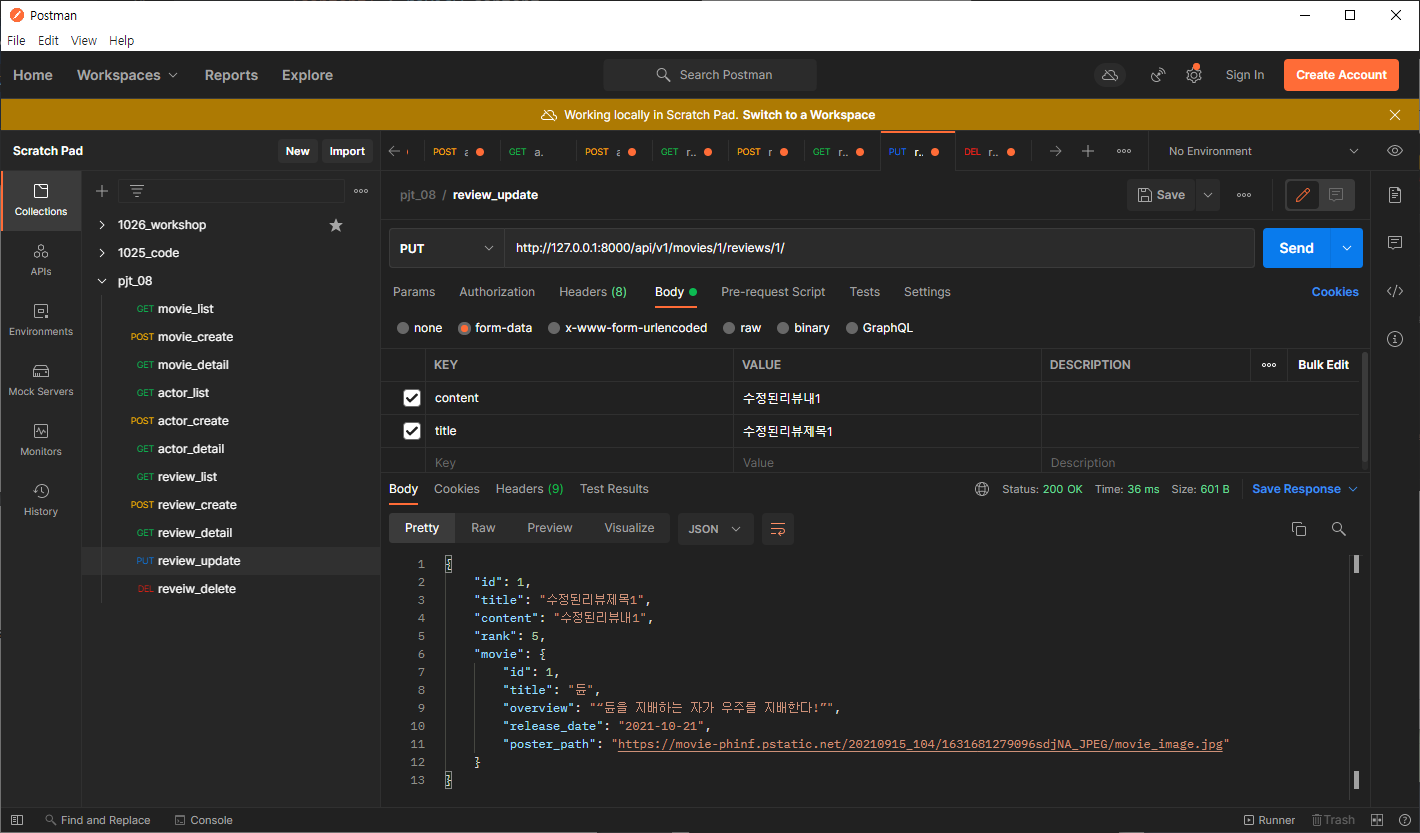 Postman
File Edit View Help
Home Workspaces Reports Explore Search Postman Sign In Create Account
Working locally in Scratch Pad. Switch to a Workspace
Scratch Pad New Import POST a GET a. POST a GET r.. POST r GET r.. PUT r.. DEL r.. ooo No Environment
Collections
APIs
Environments
Mock Servers
Monitors
History
1026_workshop
1025_code
pjt_08
GET movie_list
POST movie_create
GET movie_detail
GET actor_list
POST actor_create
GET actor_detail
GET review_list
POST review_create
GET review_detail
PUT review_update
DEL reveiw_delete
pjt_08 / review_update Save
PUT http://127.0.0.1:8000/api/v1/movies/1/reviews/1/ Send
Params Authorization Headers (8) Body Pre-request Script Tests Settings Cookies
none form-data x-www-form-urlencoded raw binary GraphQL
KEY VALUE DESCRIPTION Bulk Edit
content 수정된리뷰내1
title 수정된리뷰제목1
Key Value Description
Body Cookies Headers (9) Test Results Status: 200 OK Time: 36 ms Size: 601 B Save Response
Pretty Raw Preview Visualize JSON
1 {
2 "id": 1,
3 "title": "수정된리뷰제목1",
4 "content": "수정된리뷰내1",
5 "rank": 5,
6 "movie": {
7 "id": 1,
8 "title": "듄",
9 "overview": "“듄을 지배하는 자가 우주를 지배한다!”",
10 "release_date": "2021-10-21",
11 "poster_path": "https://movie-phinf.pstatic.net/20210915_104/1631681279096sdjNA_JPEG/movie_image.jpg"
12 }
13 }
Find and Replace Console Runner Trash